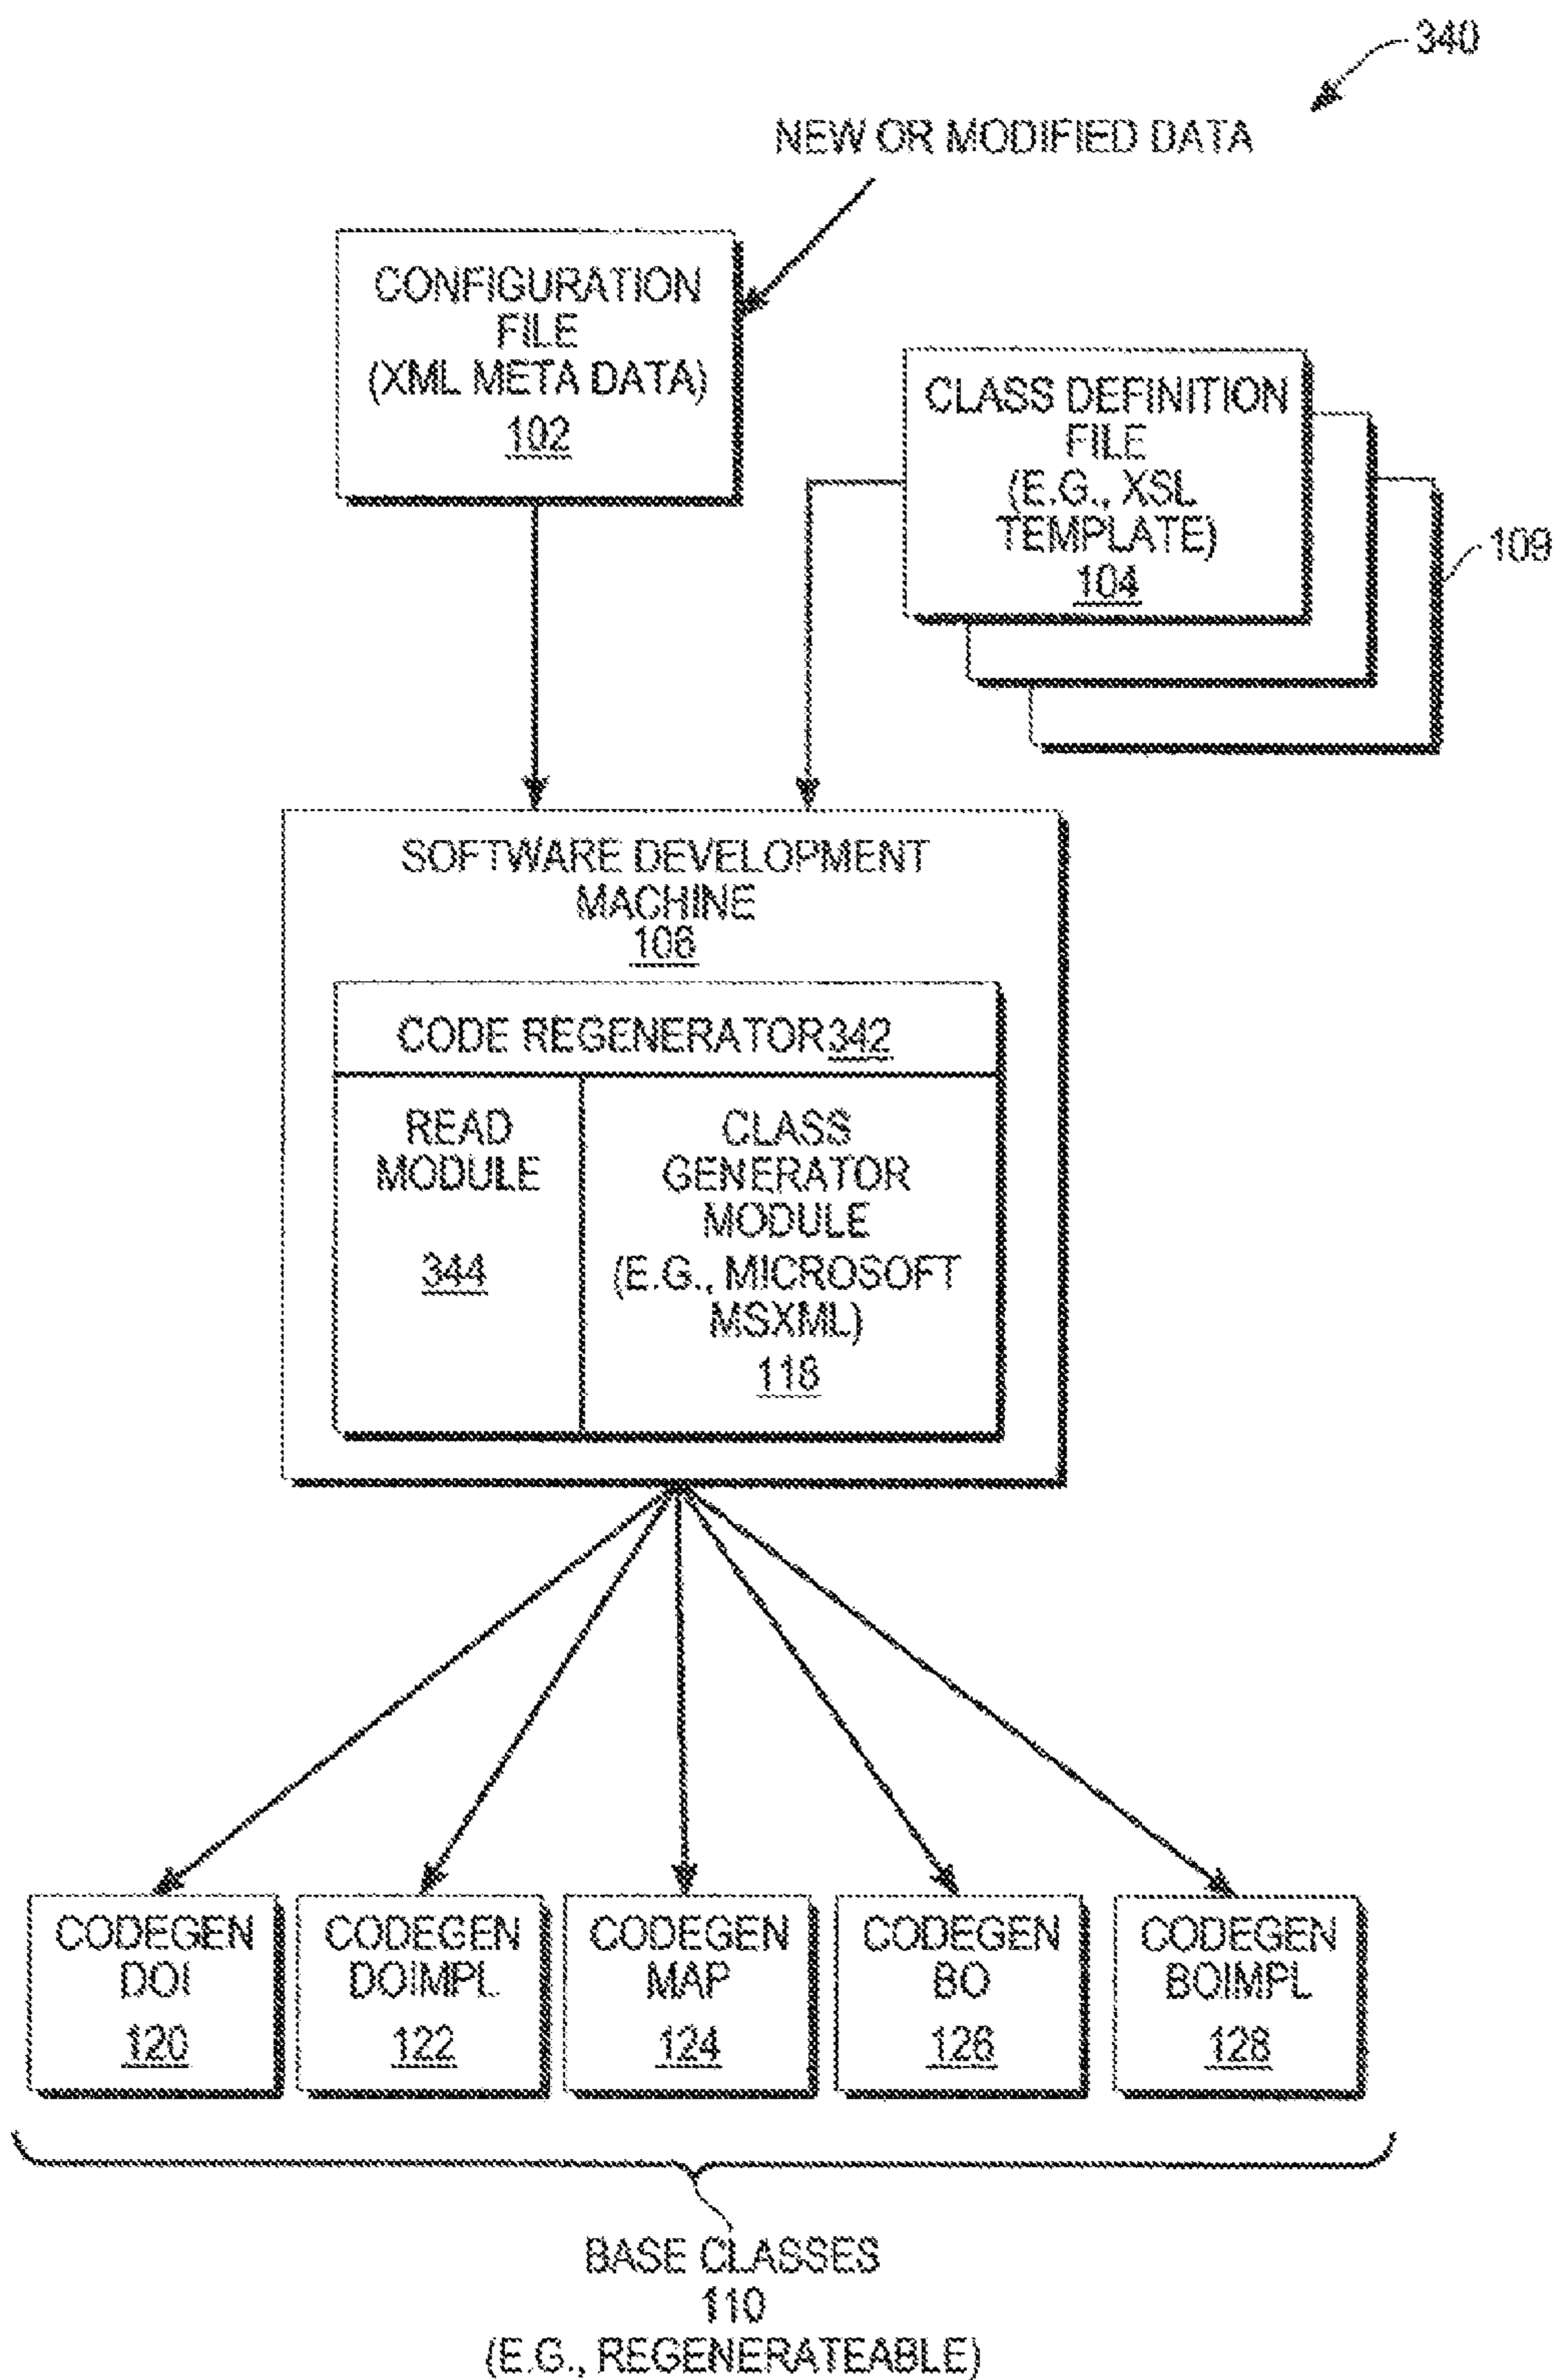 340
NEW OR MODIFIED DATA
CONFIGURATION
FILE
(XML META DATA)
102
CLASS DEFINITION
FILE
(E.G., XSL
TEMPLATE)
104
109
SOFTWARE DEVELOPMENT
MACHINE
106
CODE REGENERATOR 342
READ
MODULE
344
CLASS
GENERATOR
MODULE
(E.G., MICROSOFT
MSXML)
118
CODEGEN
DOI
120
CODEGEN
DOIMPL
122
CODEGEN
MAP
124
CODEGEN
BO
126
CODEGEN
BOIMPL
128
BASE CLASSES
110
(E.G., REGENERATEABLE)